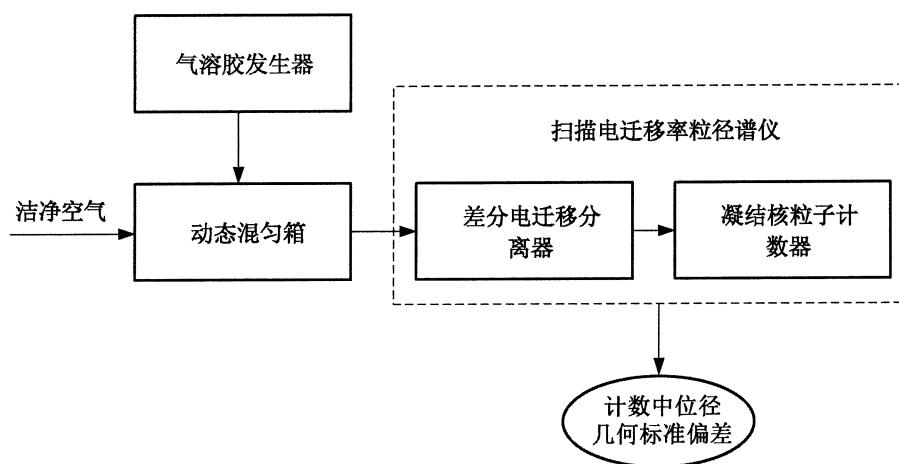 气溶胶发生器
扫描电迁移率粒径谱仪
洁净空气
动态混匀箱
差分电迁移分
离器
凝结核粒子计
数器
计数中位径
几何标准偏差